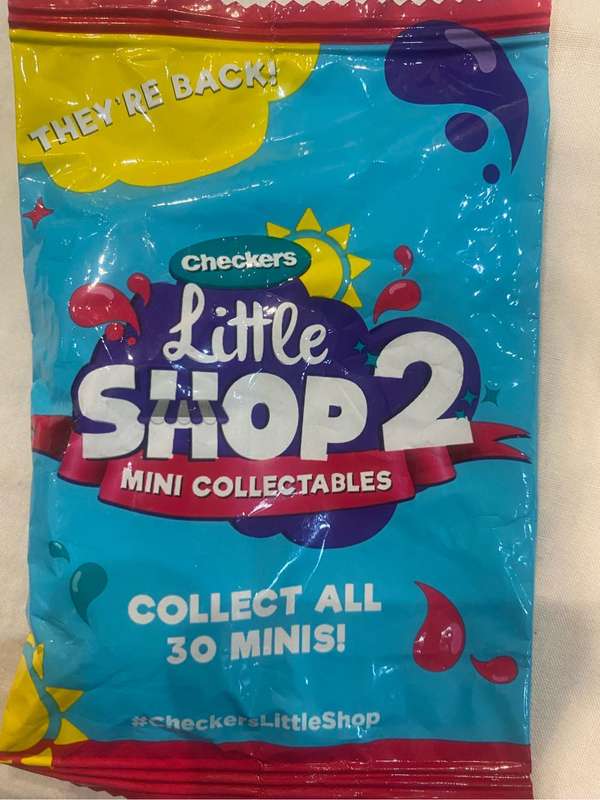 THEY'RE BACK!
Checkers
Little
SHOP 2
MINI COLLECTABLES
COLLECT ALL
30 MINIS!
#CheckersLittleShop